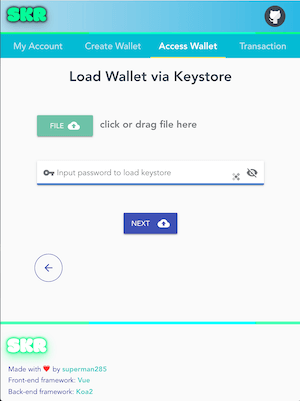 SKR
My Account Create Wallet Access Wallet Transaction
Load Wallet via Keystore
FILE click or drag file here
Input password to load keystore
NEXT
SKR
Made with ❤️ by superman285
Front-end framework: Vue
Back-end framework: Koa2